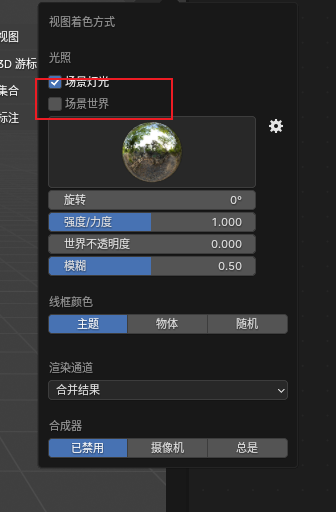 视图着色方式
光照
视图
3D 游标
集合
标注
场景灯光
场景世界
旋转 0°
强度/力度 1.000
世界不透明度 0.000
模糊 0.50
线框颜色
主题 物体 随机
渲染通道
合并结果
合成器
已禁用 摄像机 总是